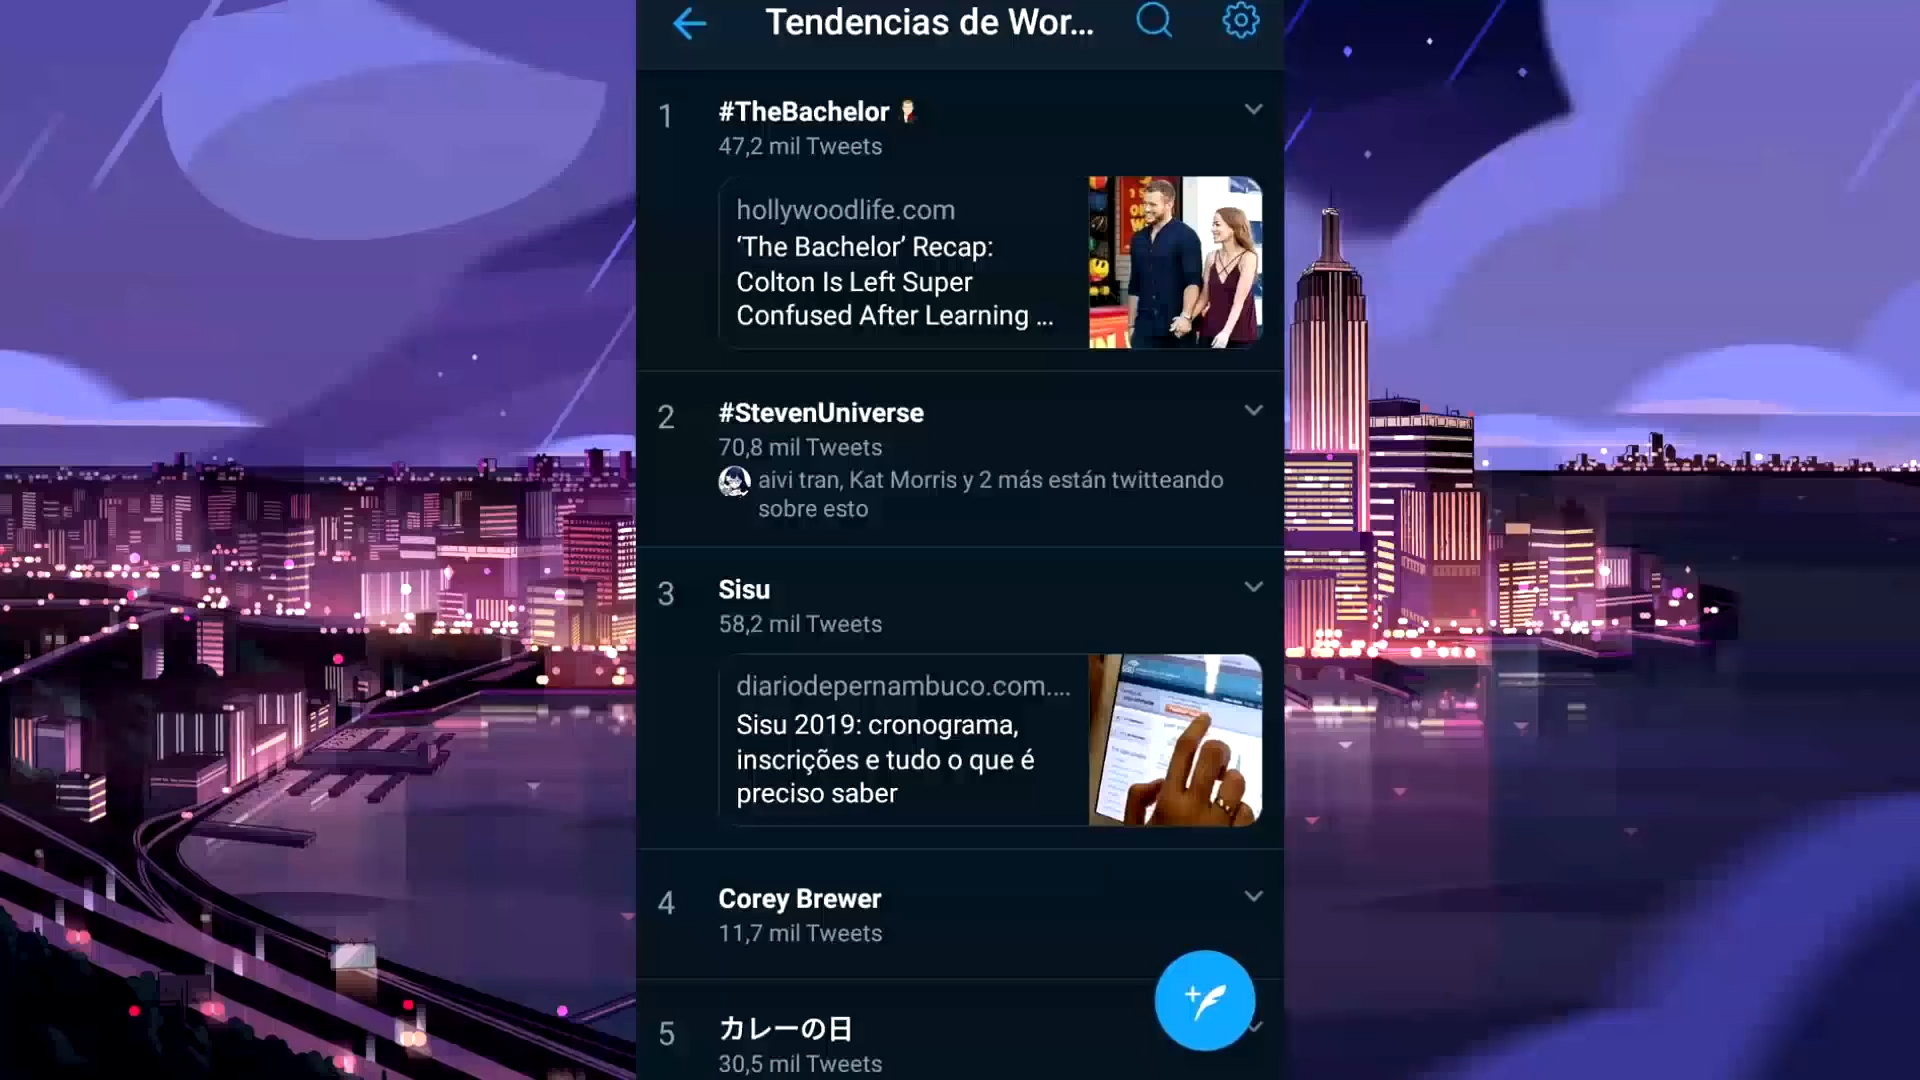 Tendencias de Wor...
1
#TheBachelor
47,2 mil Tweets
hollywoodlife.com
‘The Bachelor’ Recap:
Colton Is Left Super
Confused After Learning ...
2
#StevenUniverse
70,8 mil Tweets
aivi tran, Kat Morris y 2 más están twitteando
sobre esto
3
Sisu
58,2 mil Tweets
diariodepernambuco.com....
Sisu 2019: cronograma,
inscrições e tudo o que é
preciso saber
4
Corey Brewer
11,7 mil Tweets
5
カレーの日
30,5 mil Tweets